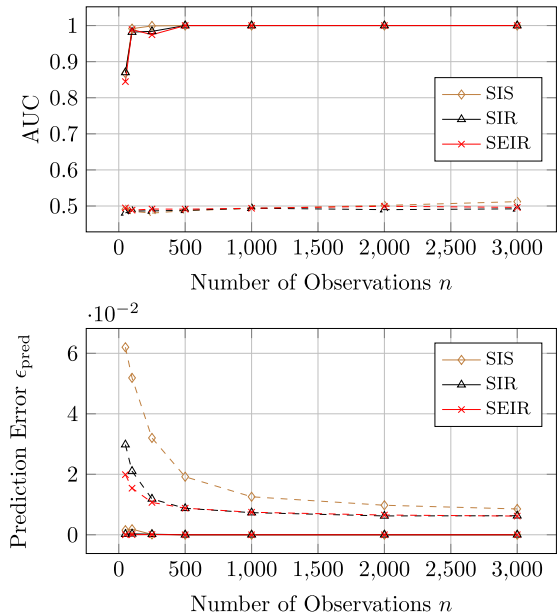 1
0.9
0.8
0.7
0.6
0.5
AUC
SIS
SIR
SEIR
0 500 1,000 1,500 2,000 2,500 3,000
Number of Observations n
·10⁻²
6
4
2
0
Prediction Error ϵpred
SIS
SIR
SEIR
0 500 1,000 1,500 2,000 2,500 3,000
Number of Observations n